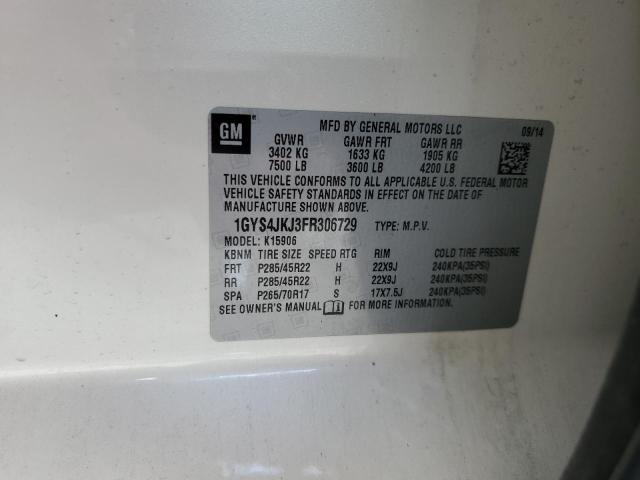 GM
MFD BY GENERAL MOTORS LLC 09/14
GVWR GAWR FRT GAWR RR
3402 KG 1633 KG 1905 KG
7500 LB 3600 LB 4200 LB
THIS VEHICLE CONFORMS TO ALL APPLICABLE U.S. FEDERAL MOTOR
VEHICLE SAFETY STANDARDS IN EFFECT ON THE DATE OF
MANUFACTURE SHOWN ABOVE.
1GYS4JKJ3FR306729 TYPE: M.P.V.
MODEL: K15906
KBNM TIRE SIZE SPEED RTG RIM COLD TIRE PRESSURE
FRT P285/45R22 H 22X9J 240KPA(35PSI)
RR P285/45R22 H 22X9J 240KPA(35PSI)
SPA P265/70R17 S 17X7.5J 240KPA(35PSI)
SEE OWNER'S MANUAL FOR MORE INFORMATION.